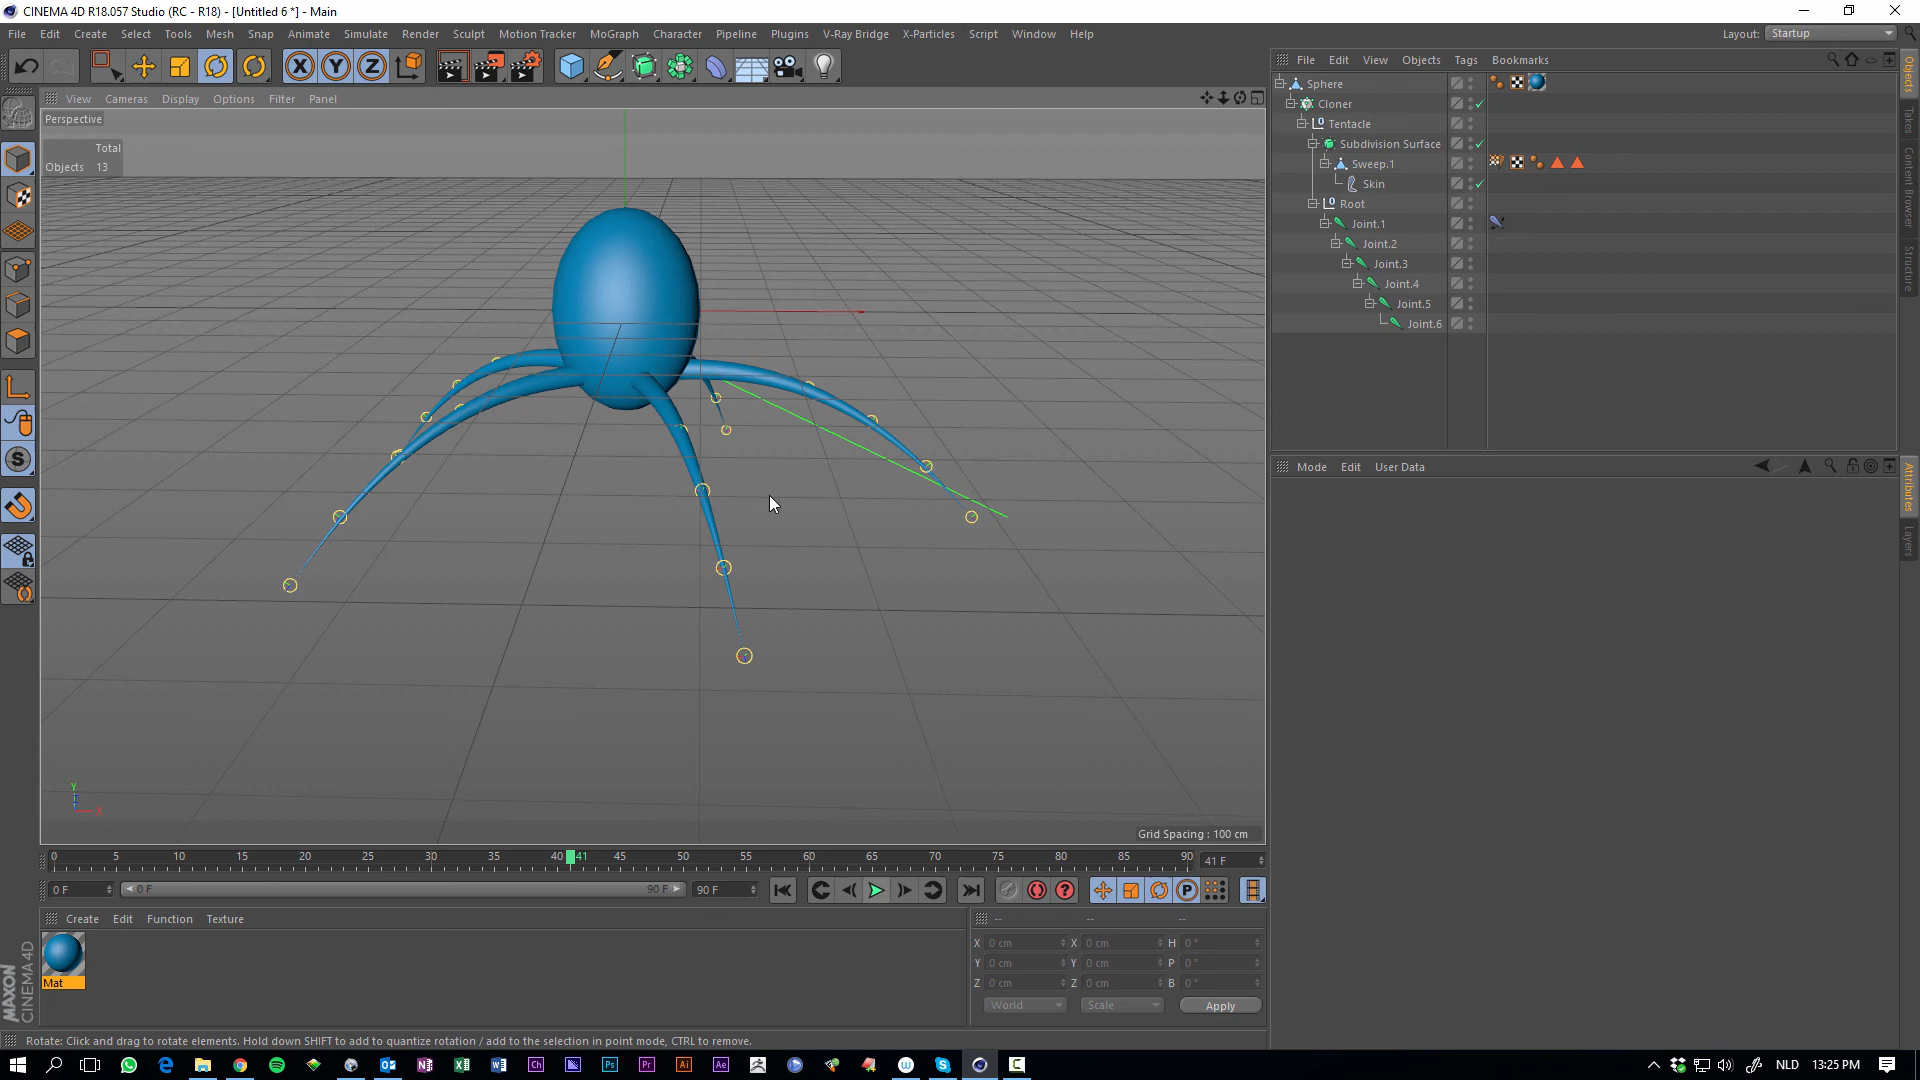 CINEMA 4D R18.057 Studio (RC - R18) - [Untitled 6 *] - Main
File Edit Create Select Tools Mesh Snap Animate Simulate Render Sculpt Motion Tracker MoGraph Character Pipeline Plugins V-Ray Bridge X-Particles Script Window Help
Layout: Startup
File Edit View Objects Tags Bookmarks
View Cameras Display Options Filter Panel
Perspective
Total
Objects 13
Sphere
Cloner
Tentacle
Subdivision Surface
Sweep.1
Skin
Root
Joint.1
Joint.2
Joint.3
Joint.4
Joint.5
Joint.6
Objects
Takes
Content Browser
Structure
Mode Edit User Data
Attributes
Layers
Y
X
Grid Spacing : 100 cm
0 5 10 15 20 25 30 35 40 41 45 50 55 60 65 70 75 80 85 90
41 F
0 F 0 F 90 F 90 F
Create Edit Function Texture
-- -- --
Mat
X 0 cm X 0 cm H 0 °
Y 0 cm Y 0 cm P 0 °
Z 0 cm Z 0 cm B 0 °
World Scale Apply
MAXON
CINEMA 4D
Rotate: Click and drag to rotate elements. Hold down SHIFT to add to quantize rotation / add to the selection in point mode, CTRL to remove.
NLD 13:25 PM